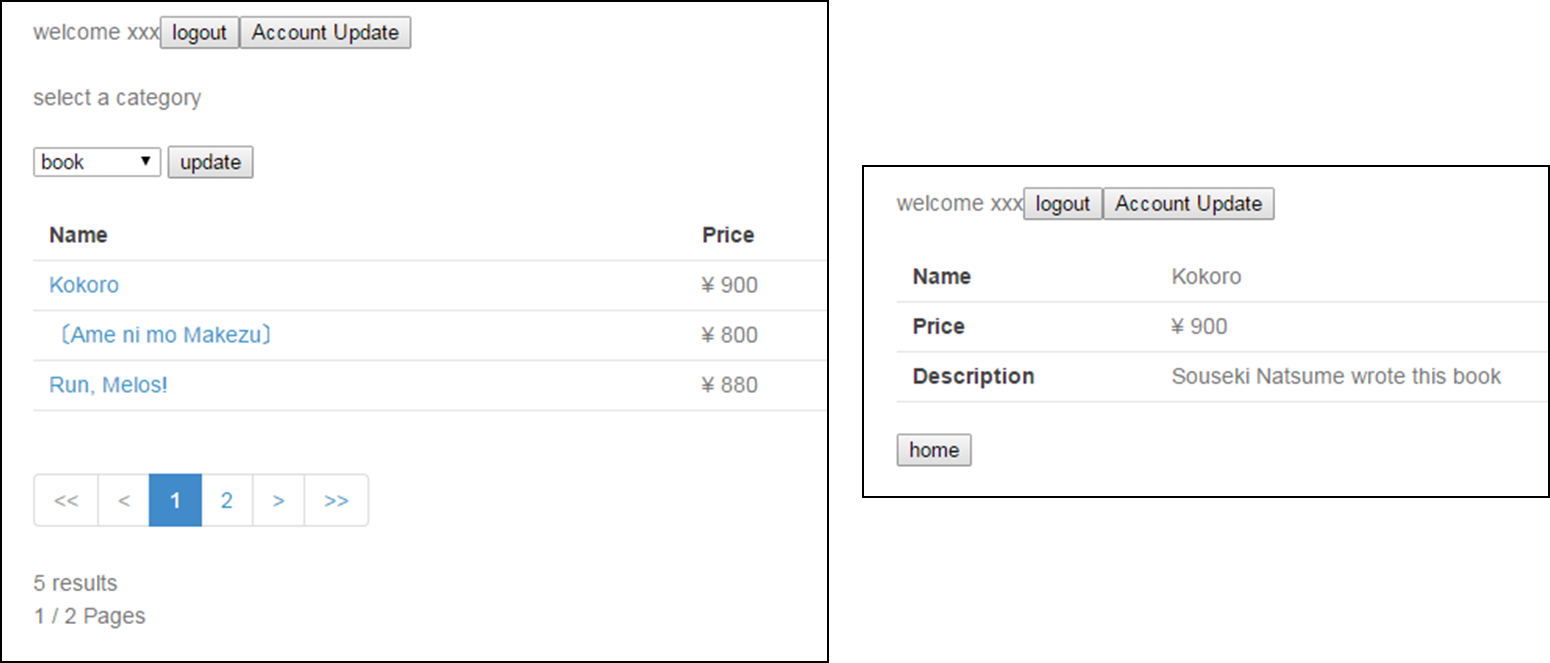 welcome xxx logout Account Update
select a category
book ▼ update
Name Price
Kokoro ¥ 900
〔Ame ni mo Makezu〕 ¥ 800
Run, Melos! ¥ 880
<< < 1 2 > >>
5 results
1 / 2 Pages
welcome xxx logout Account Update
Name Kokoro
Price ¥ 900
Description Souseki Natsume wrote this book
home